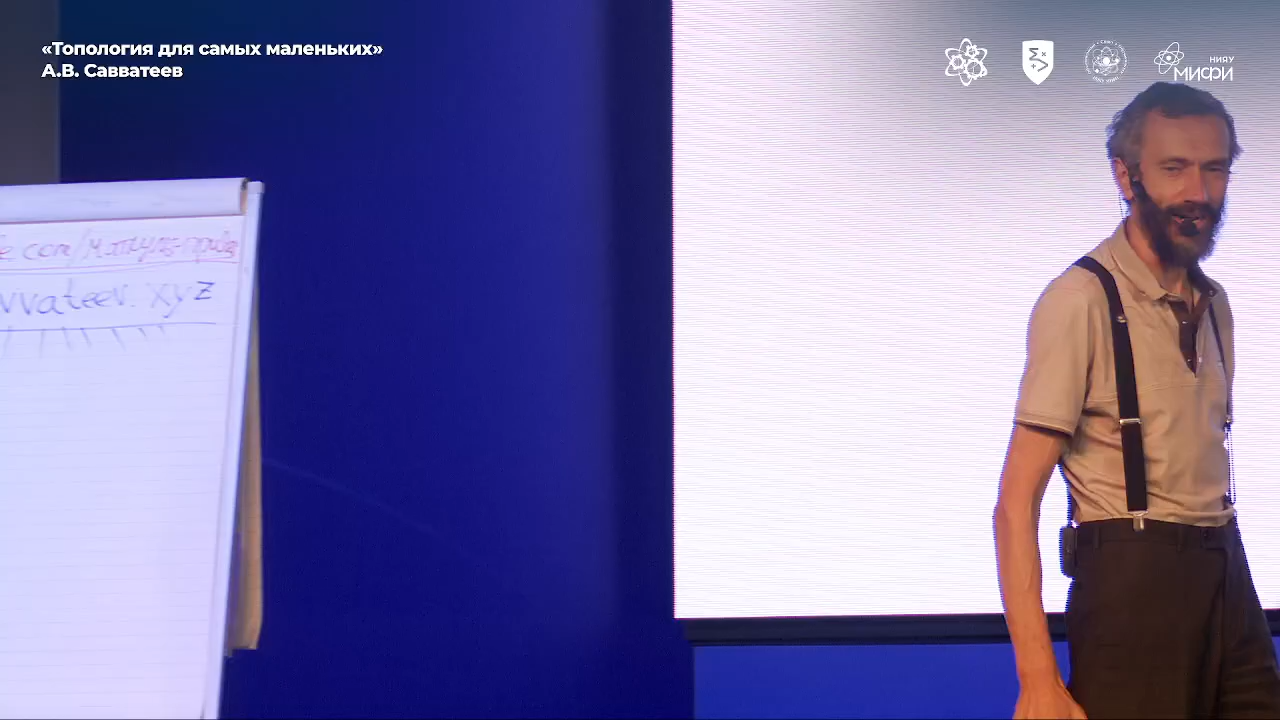 «Топология для самых маленьких»
А.В. Савватеев
НИЯУ
МИФИ
vvateev.xyz